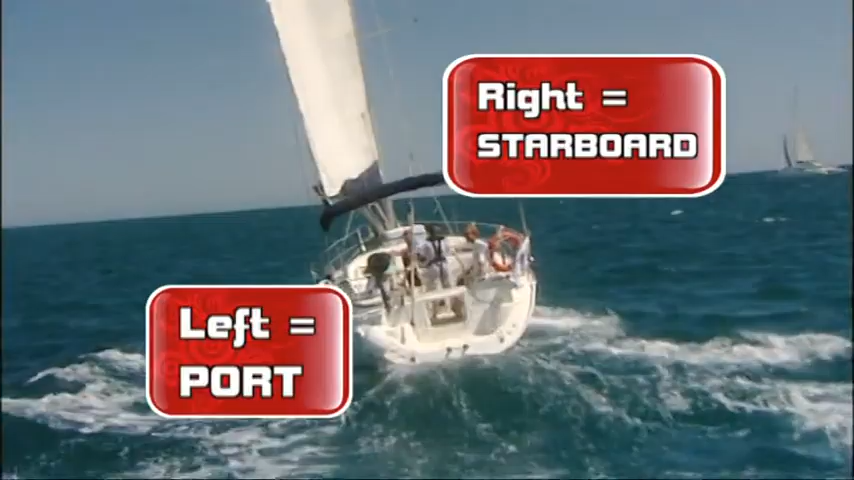 Right =
STARBOARD
Left =
PORT